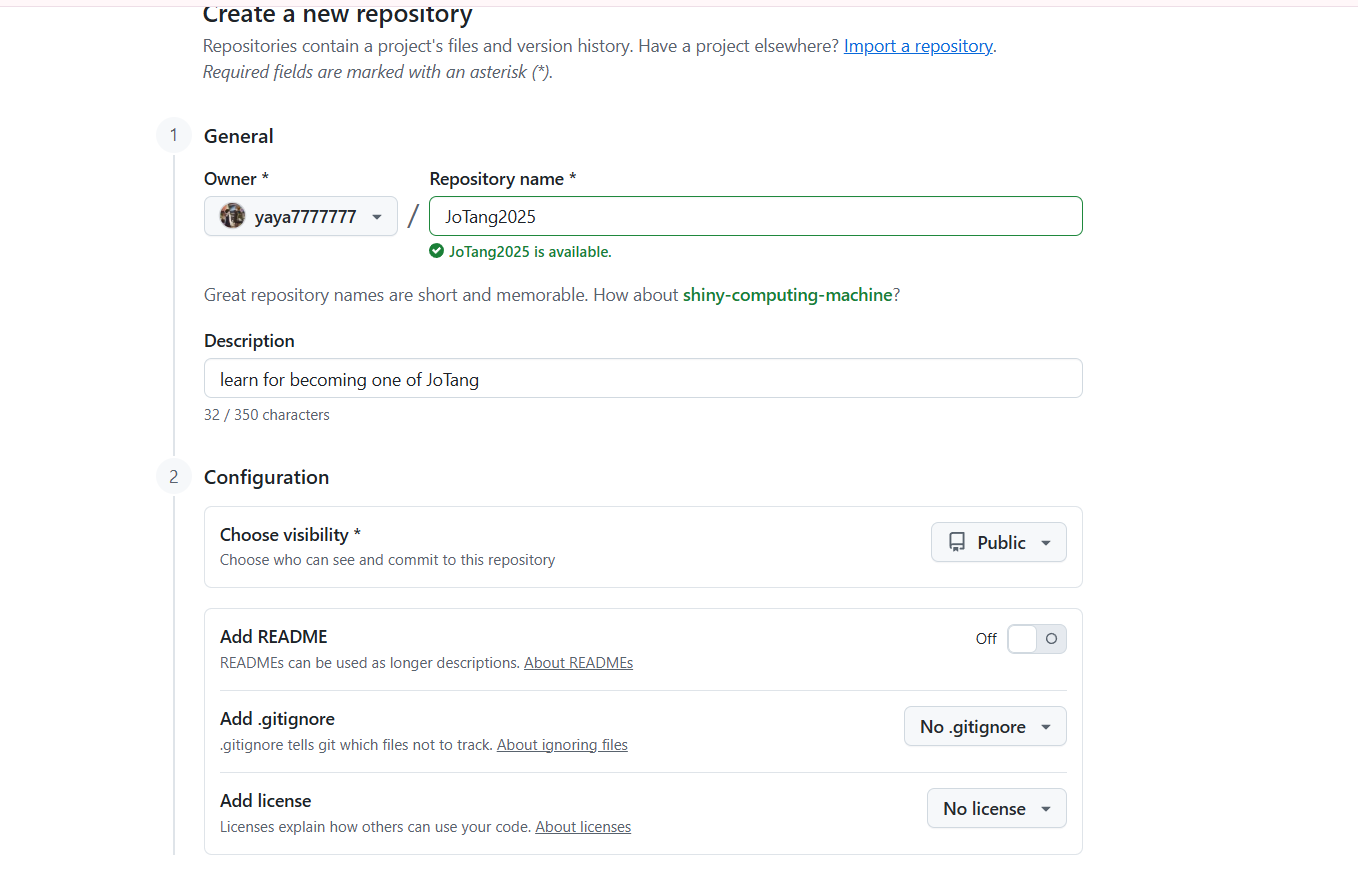 Create a new repository
Repositories contain a project's files and version history. Have a project elsewhere? Import a repository.
Required fields are marked with an asterisk (*).
1
General
Owner *
Repository name *
yaya7777777
/
JoTang2025
JoTang2025 is available.
Great repository names are short and memorable. How about shiny-computing-machine?
Description
learn for becoming one of JoTang
32 / 350 characters
2
Configuration
Choose visibility *
Choose who can see and commit to this repository
Public
Add README
READMEs can be used as longer descriptions. About READMEs
Off
Add .gitignore
.gitignore tells git which files not to track. About ignoring files
No .gitignore
Add license
Licenses explain how others can use your code. About licenses
No license